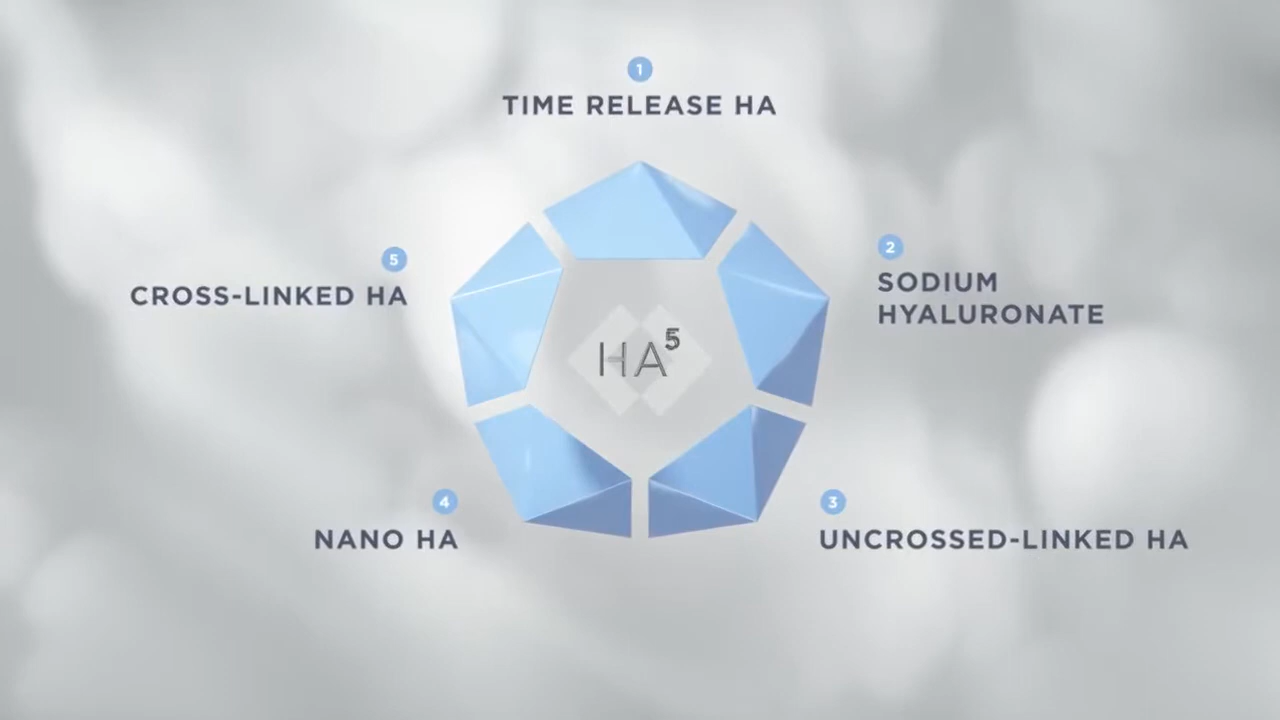 1
TIME RELEASE HA
2
SODIUM
HYALURONATE
3
UNCROSSED-LINKED HA
4
NANO HA
5
CROSS-LINKED HA
HA⁵